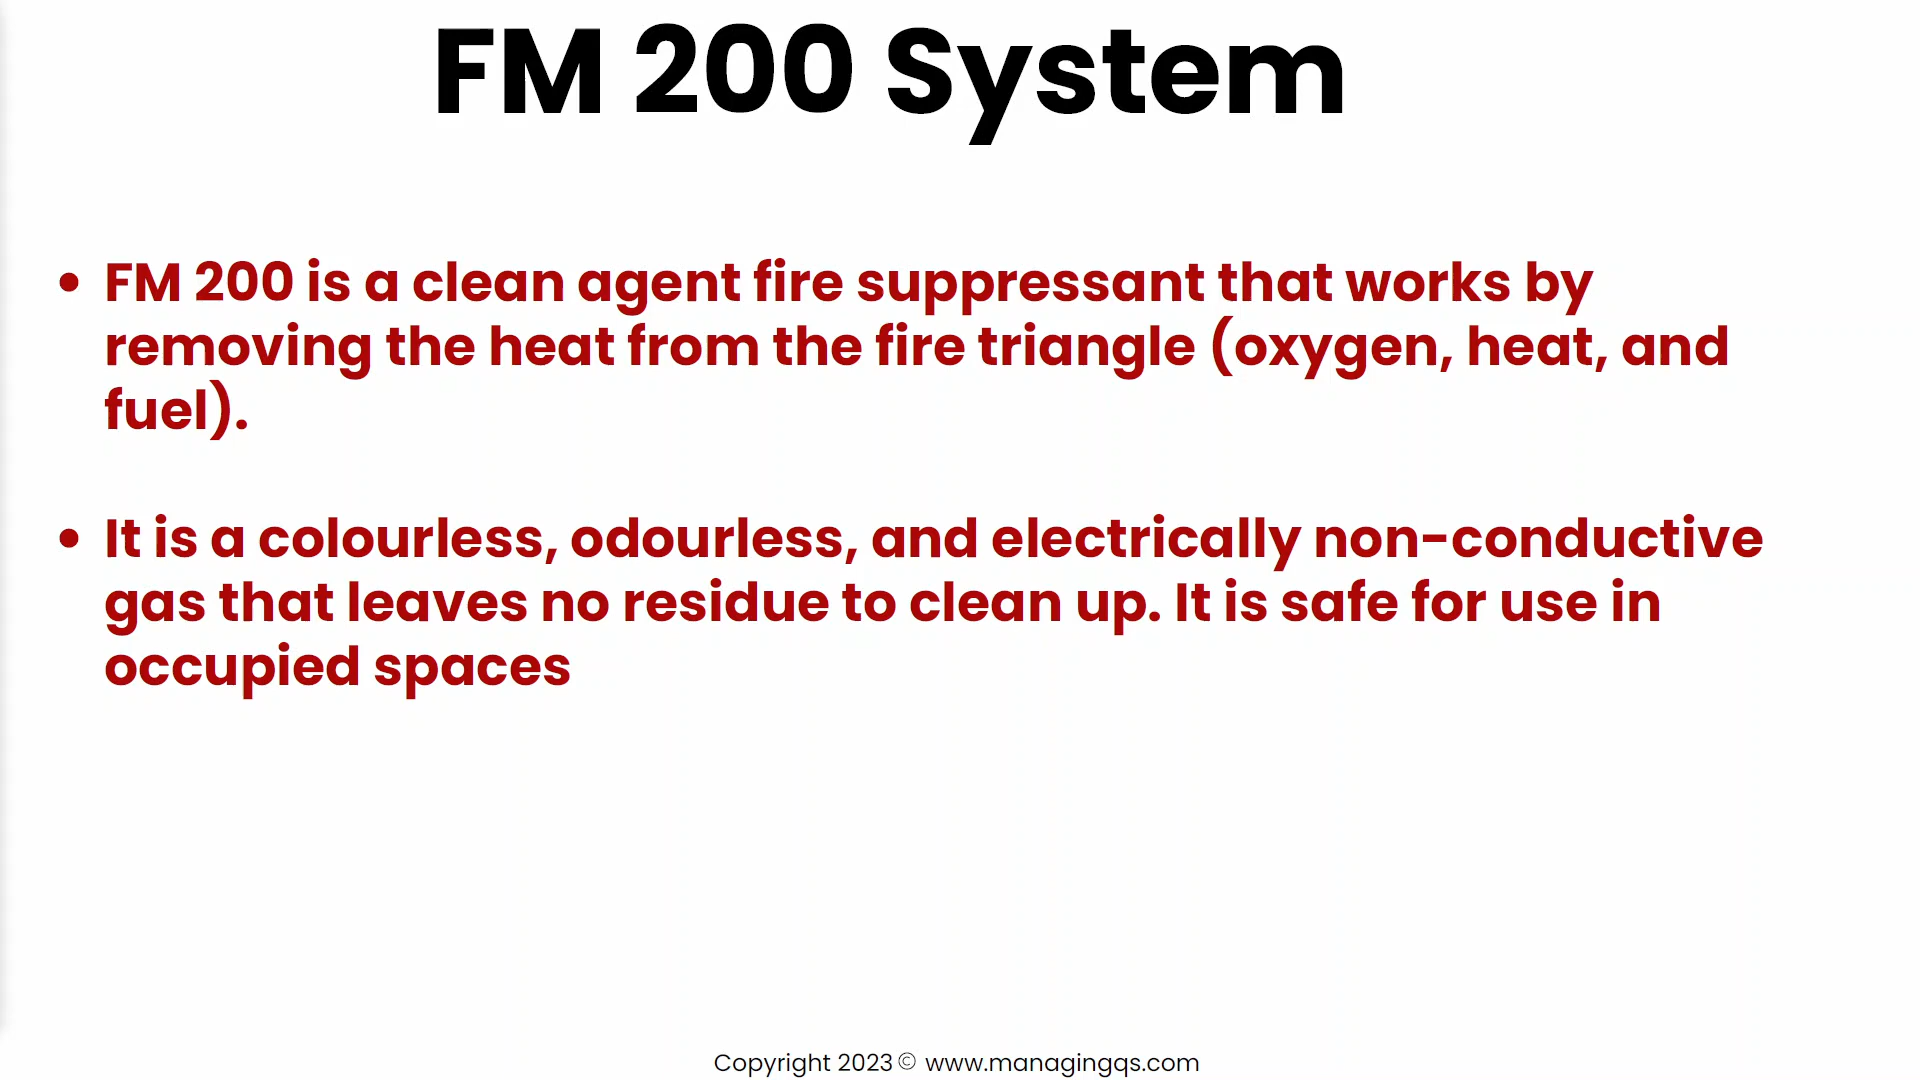 FM 200 System
• FM 200 is a clean agent fire suppressant that works by
removing the heat from the fire triangle (oxygen, heat, and
fuel).
• It is a colourless, odourless, and electrically non-conductive
gas that leaves no residue to clean up. It is safe for use in
occupied spaces
Copyright 2023© www.managingqs.com